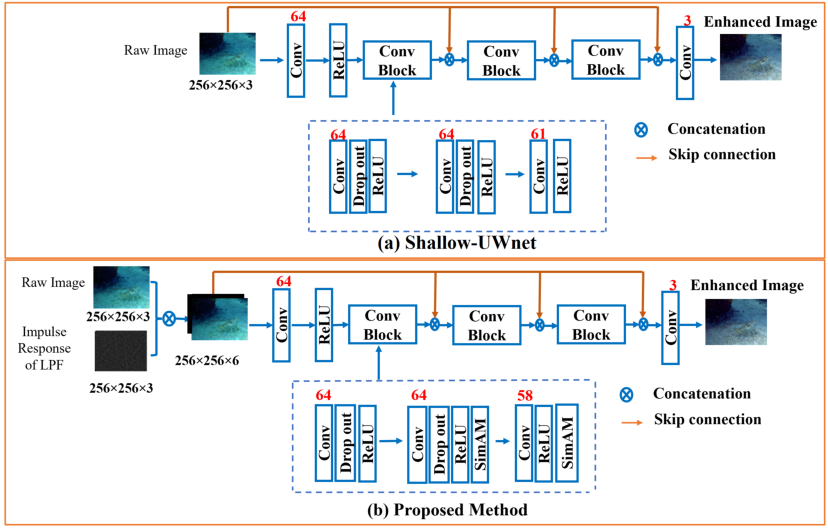 64
3
Enhanced Image
Raw Image
Conv
ReLU
Conv
Block
Conv
Block
Conv
Block
Conv
256×256×3
64
64
61
Conv
Drop out
ReLU
Conv
Drop out
ReLU
Conv
ReLU
Concatenation
Skip connection
(a) Shallow-UWnet
Raw Image
256×256×3
Impulse
Response
of LPF
256×256×3
256×256×6
64
3
Enhanced Image
Conv
ReLU
Conv
Block
Conv
Block
Conv
Block
Conv
64
64
58
Conv
Drop out
ReLU
Conv
Drop out
ReLU
SimAM
Conv
ReLU
SimAM
Concatenation
Skip connection
(b) Proposed Method